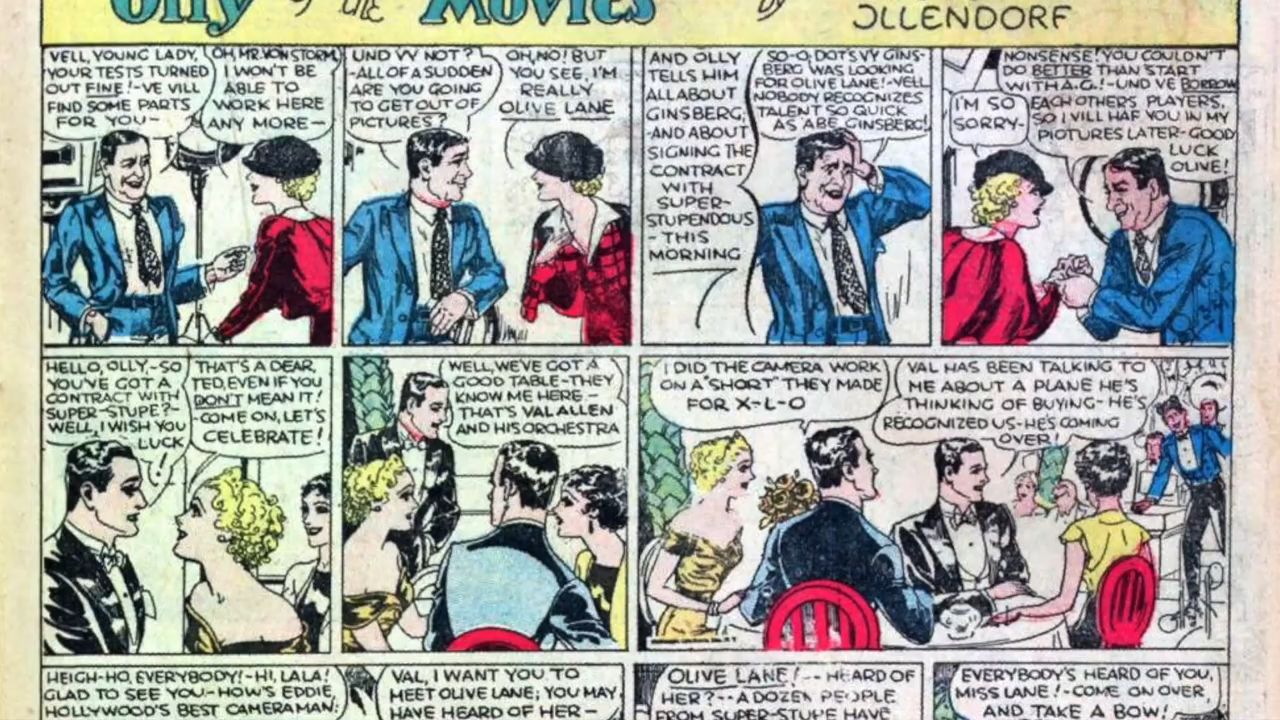 Olly of the Movies by
JLLENDORF
VELL, YOUNG LADY,
YOUR TESTS TURNED
OUT FINE!-VE VILL
FIND SOME PARTS
FOR YOU-
OH, MR. VON STORM,
I WON'T BE
ABLE TO
WORK HERE
ANY MORE-
UND VY NOT?
-ALL OF A SUDDEN
ARE YOU GOING
TO GET OUT OF
PICTURES?
OH, NO! BUT
YOU SEE, I'M
REALLY
OLIVE LANE
AND OLLY
TELLS HIM
ALL ABOUT
GINSBERG,
-AND ABOUT
SIGNING THE
CONTRACT
WITH
SUPER-
STUPENDOUS
-THIS
MORNING
SO-O, DOT'S VY GINS-
BERG WAS LOOKING
FOR OLIVE LANE!-VELL,
NOBODY RECOGNIZES
TALENT SO QUICK
AS ABE GINSBERG!
I'M SO
SORRY-
NONSENSE! YOU COULDN'T
DO BETTER THAN START
WITH A.G.!-UND VE BORROW
EACH OTHERS PLAYERS,
SO I VILL HAF YOU IN MY
PICTURES LATER-GOOD
LUCK
OLIVE!
HELLO, OLLY,-SO
YOU'VE GOT A
CONTRACT WITH
SUPER-STUPE?-
WELL, I WISH YOU
LUCK
!
THAT'S A DEAR,
TED, EVEN IF YOU
DON'T MEAN IT!
COME ON, LET'S
CELEBRATE!
WELL, WE'VE GOT A
GOOD TABLE-THEY
KNOW ME HERE-
THAT'S VAL ALLEN
AND HIS ORCHESTRA
I DID THE CAMERA WORK
ON A "SHORT" THEY MADE
FOR X-L-O
VAL HAS BEEN TALKING TO
ME ABOUT A PLANE HE'S
THINKING OF BUYING-HE'S
RECOGNIZED US-HE'S COMING
OVER!
HEIGH-HO, EVERYBODY!-HI, LALA!
GLAD TO SEE YOU-HOW'S EDDIE,
HOLLYWOOD'S BEST CAMERAMAN?
VAL, I WANT YOU TO
MEET OLIVE LANE; YOU MAY
HAVE HEARD OF HER-
OLIVE LANE!--HEARD OF
HER?--A DOZEN PEOPLE
FROM SUPER-STUPE HAVE
EVERYBODY'S HEARD OF YOU,
MISS LANE!-COME ON OVER,
AND TAKE A BOW!